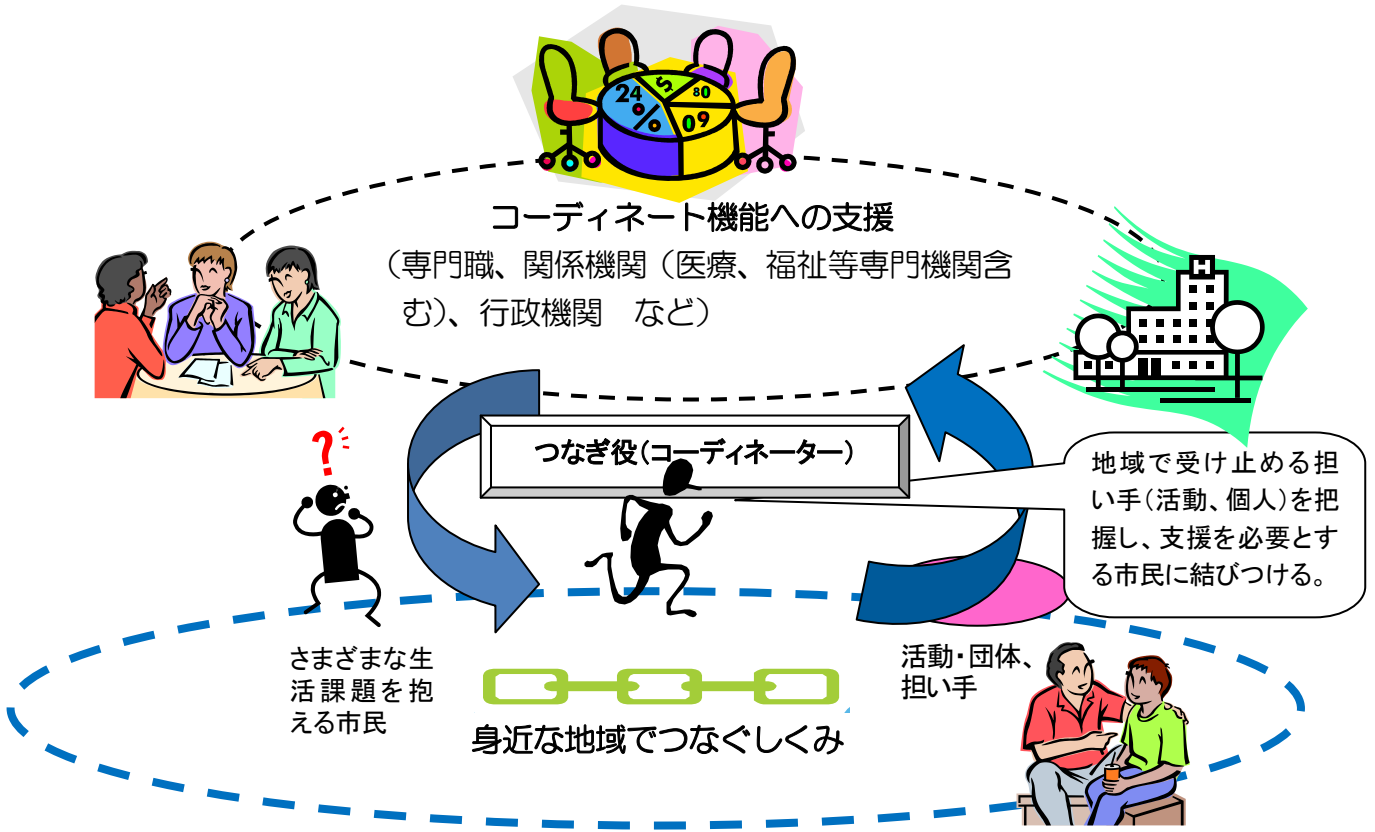 24
%
5
80
09
コーディネート機能への支援
（専門職、関係機関（医療、福祉等専門機関含
む）、行政機関　など）
?
つなぎ役（コーディネーター）
地域で受け止める担
い手（活動、個人）を把
握し、支援を必要とす
る市民に結びつける。
さまざまな生
活課題を抱
える市民
活動・団体、
担い手
身近な地域でつなぐしくみ
H